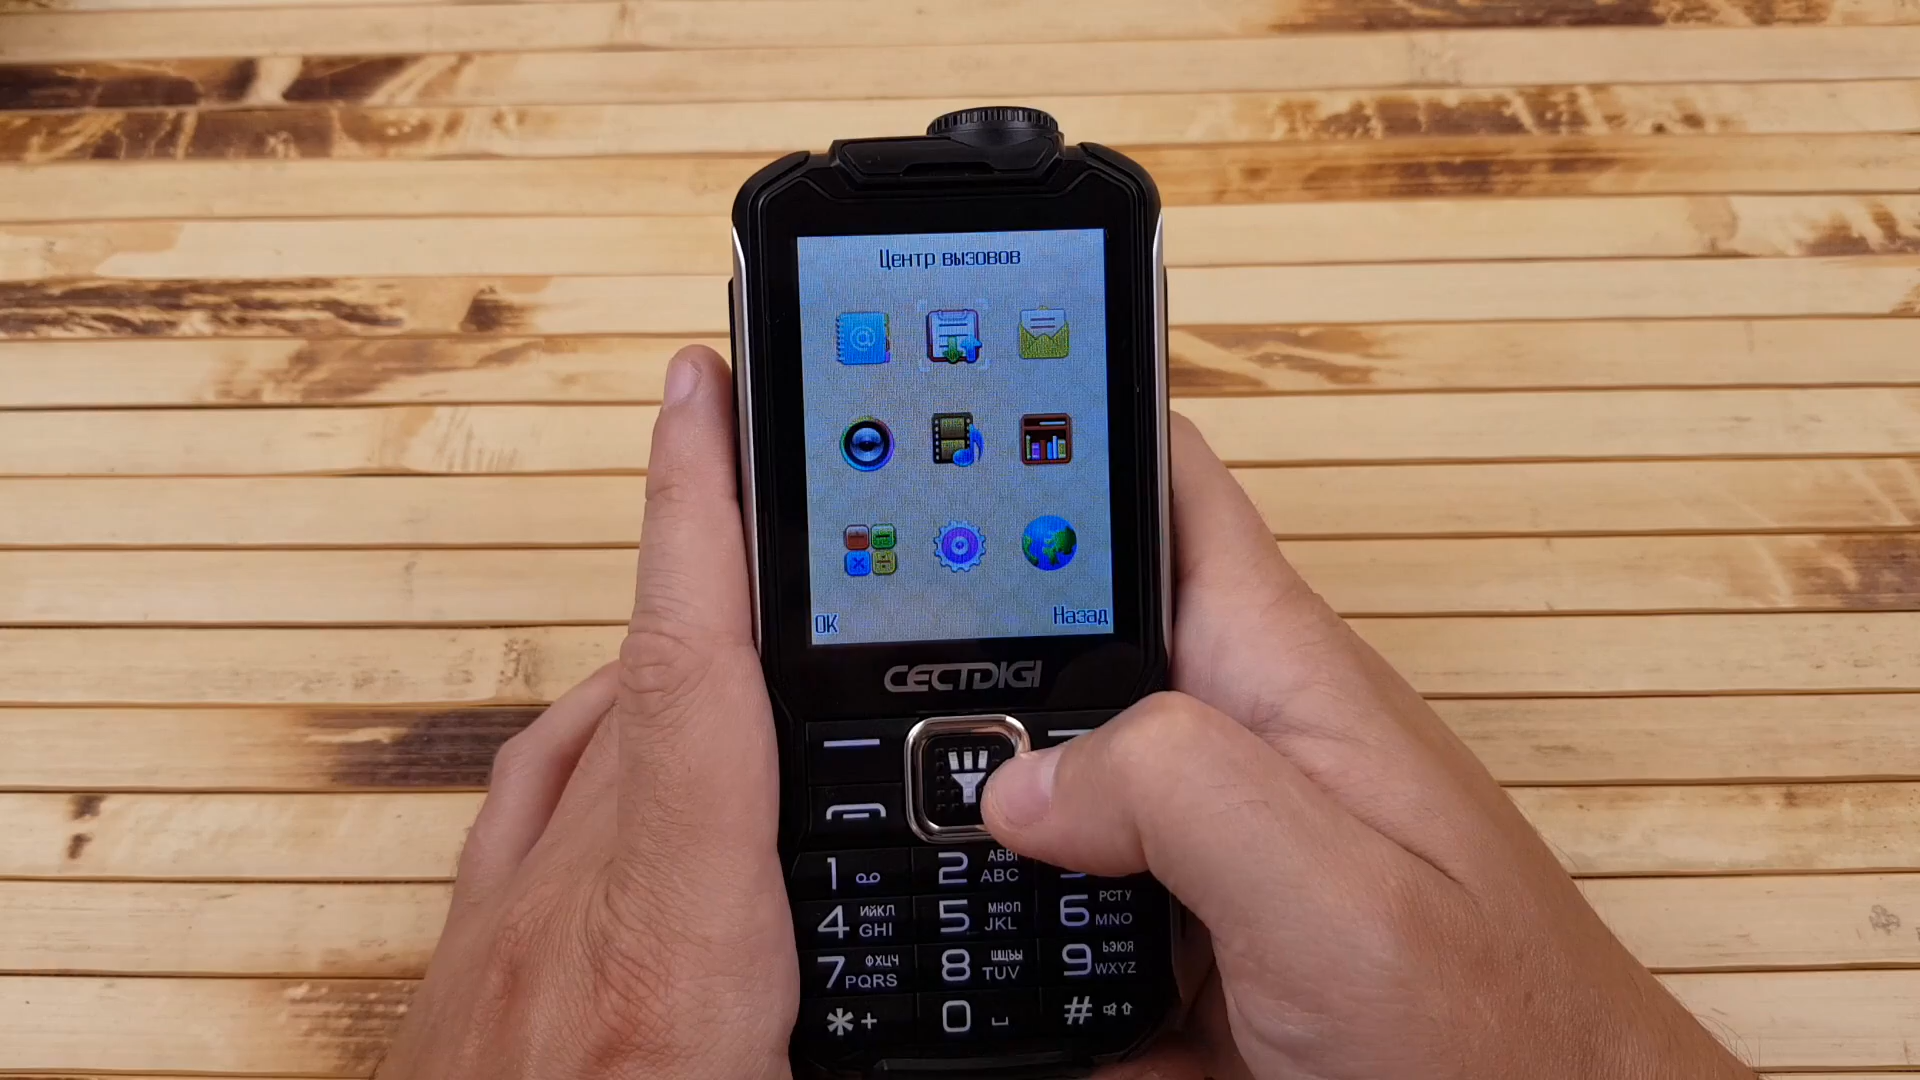 Центр вызовов
ОК
Назад
CECTDIGI
1
2 АБВГ ABC
4 ИЙКЛ GHI
5 МНОП JKL
6 РСТУ MNO
7 ФХЦЧ PQRS
8 ШЩЪЫ TUV
9 ЬЭЮЯ WXYZ
*+
0
#